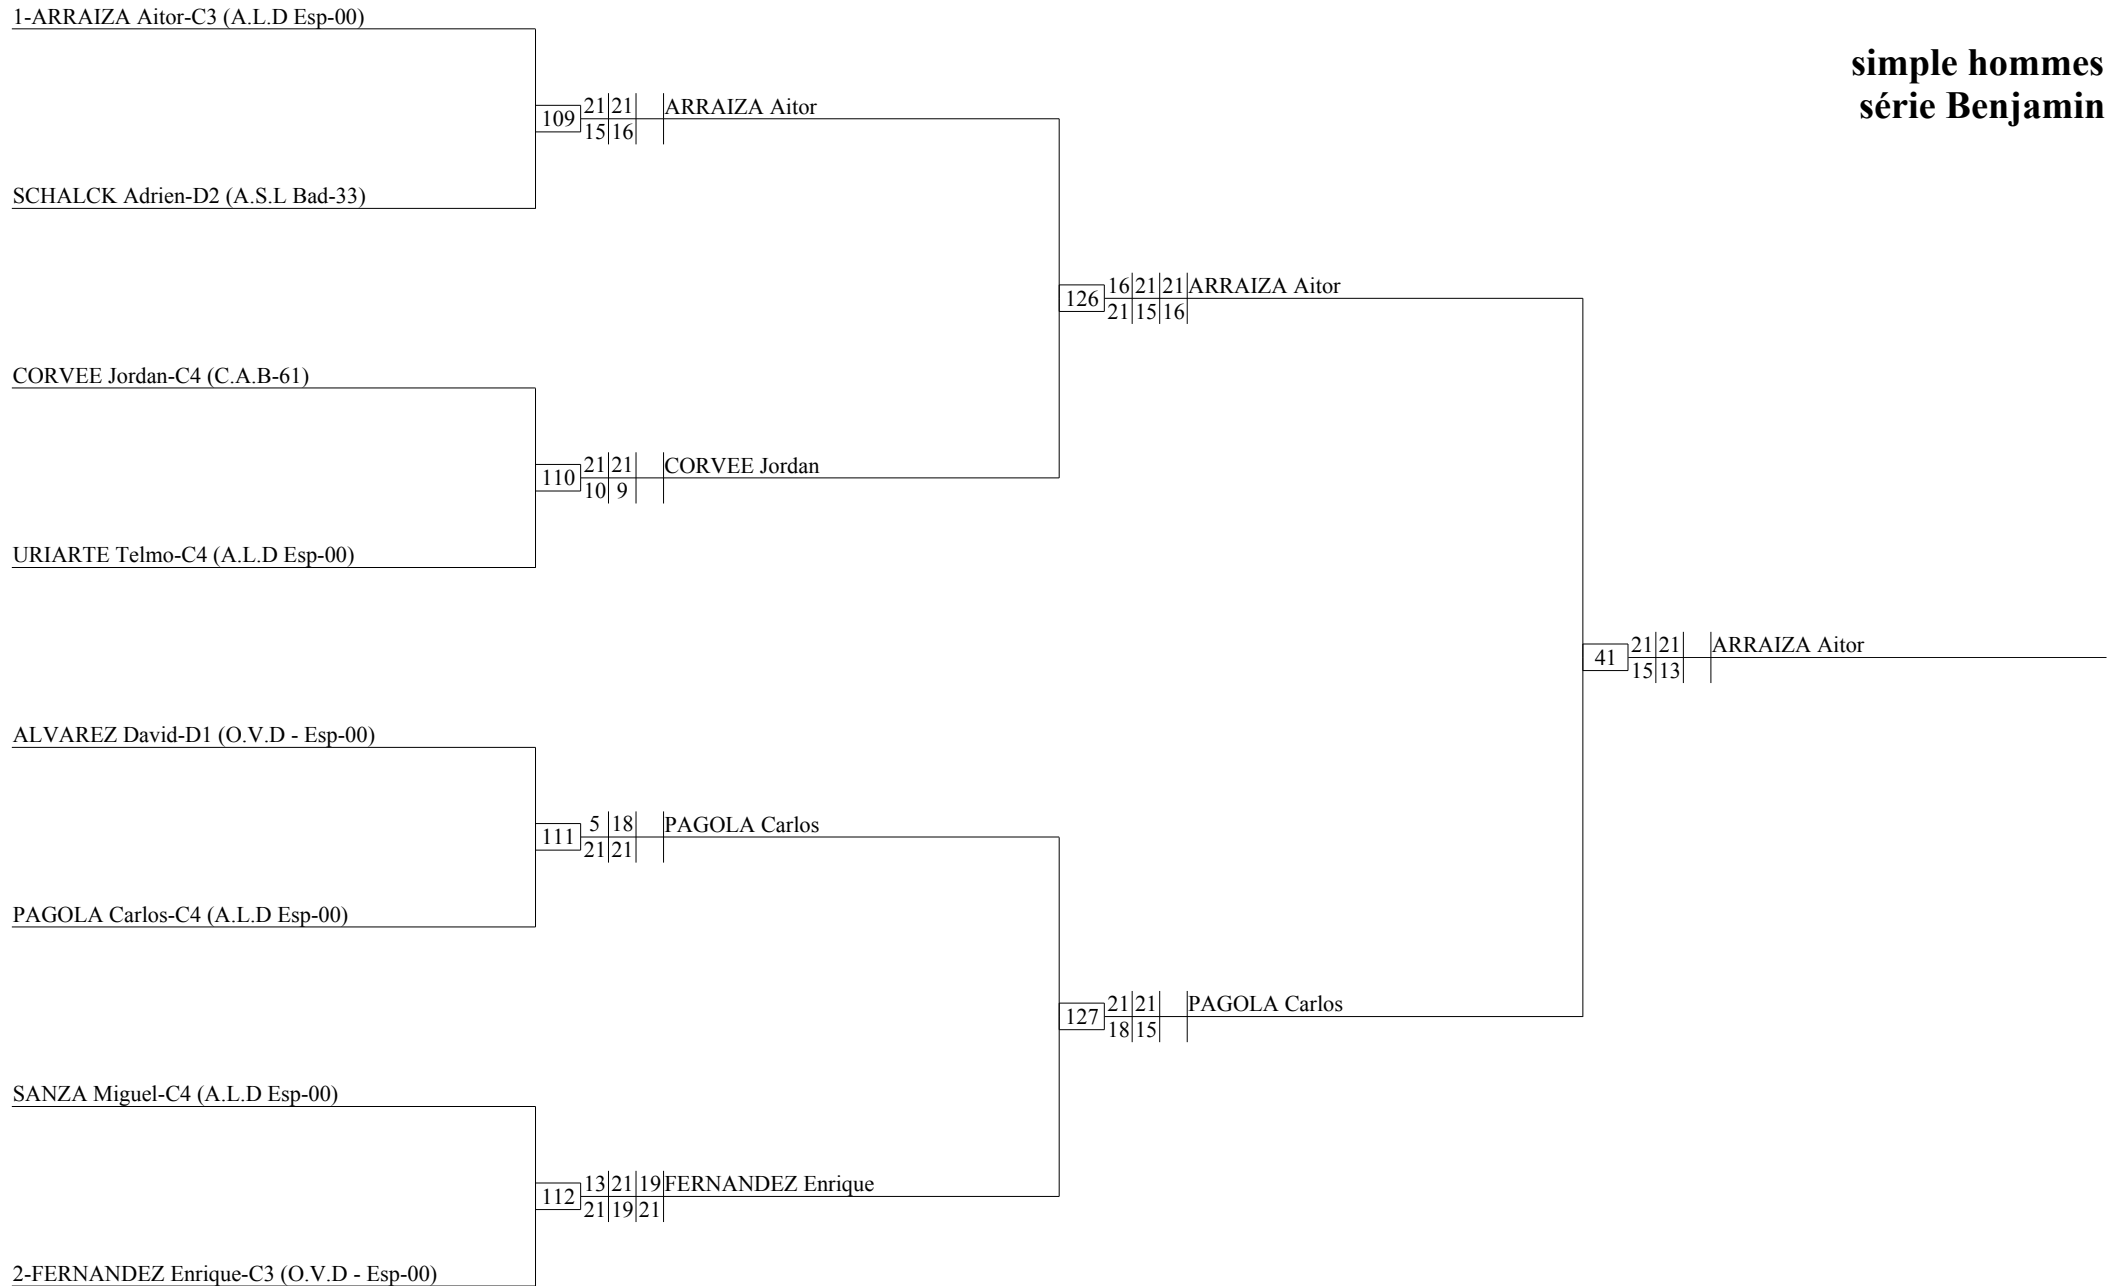 1-ARRAIZA Aitor-C3 (A.L.D Esp-00)
simple hommes
série Benjamin
109 21 21 ARRAIZA Aitor
15 16
SCHALCK Adrien-D2 (A.S.L Bad-33)
126 16 21 21 ARRAIZA Aitor
21 15 16
CORVEE Jordan-C4 (C.A.B-61)
110 21 21 CORVEE Jordan
10 9
URIARTE Telmo-C4 (A.L.D Esp-00)
41 21 21 ARRAIZA Aitor
15 13
ALVAREZ David-D1 (O.V.D - Esp-00)
111 5 18 PAGOLA Carlos
21 21
PAGOLA Carlos-C4 (A.L.D Esp-00)
127 21 21 PAGOLA Carlos
18 15
SANZA Miguel-C4 (A.L.D Esp-00)
112 13 21 19 FERNANDEZ Enrique
21 19 21
2-FERNANDEZ Enrique-C3 (O.V.D - Esp-00)